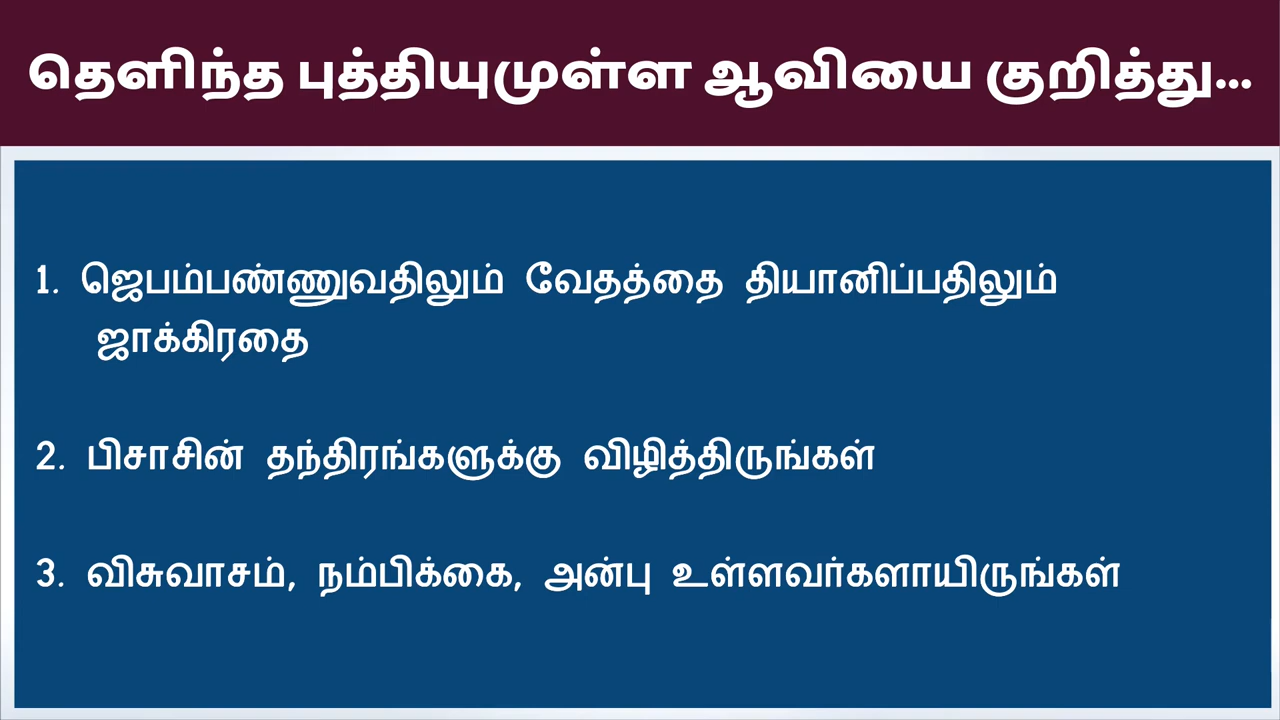 தெளிந்த புத்தியுமுள்ள ஆவியை குறித்து...
1. ஜெபம்பண்ணுவதிலும் வேதத்தை தியானிப்பதிலும்
ஜாக்கிரதை
2. பிசாசின் தந்திரங்களுக்கு விழித்திருங்கள்
3. விசுவாசம், நம்பிக்கை, அன்பு உள்ளவர்களாயிருங்கள்